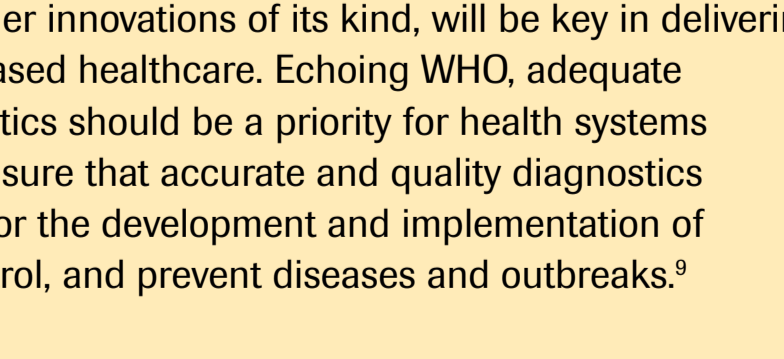 er innovations of its kind, will be key in deliveri
ased healthcare. Echoing WHO, adequate
tics should be a priority for health systems
sure that accurate and quality diagnostics
or the development and implementation of
rol, and prevent diseases and outbreaks.⁹